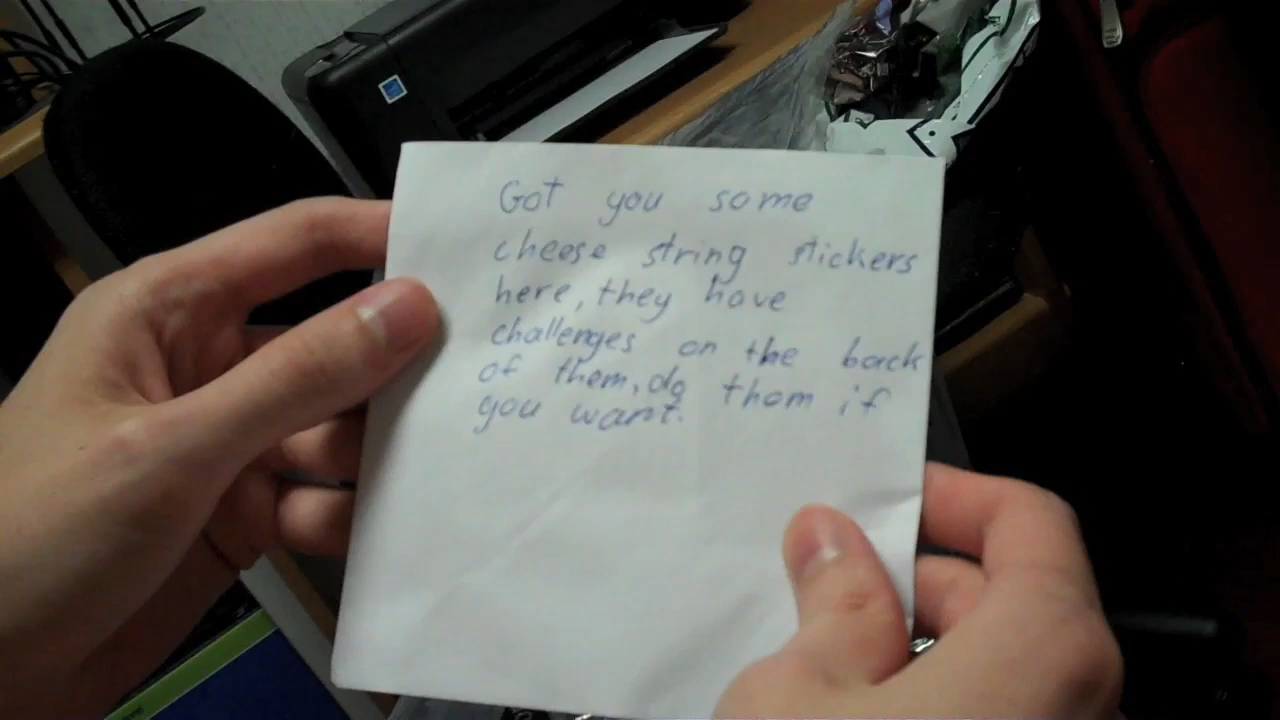 Got you some
cheese string stickers
here, they have
challenges on the back
of them, do them if
you want.